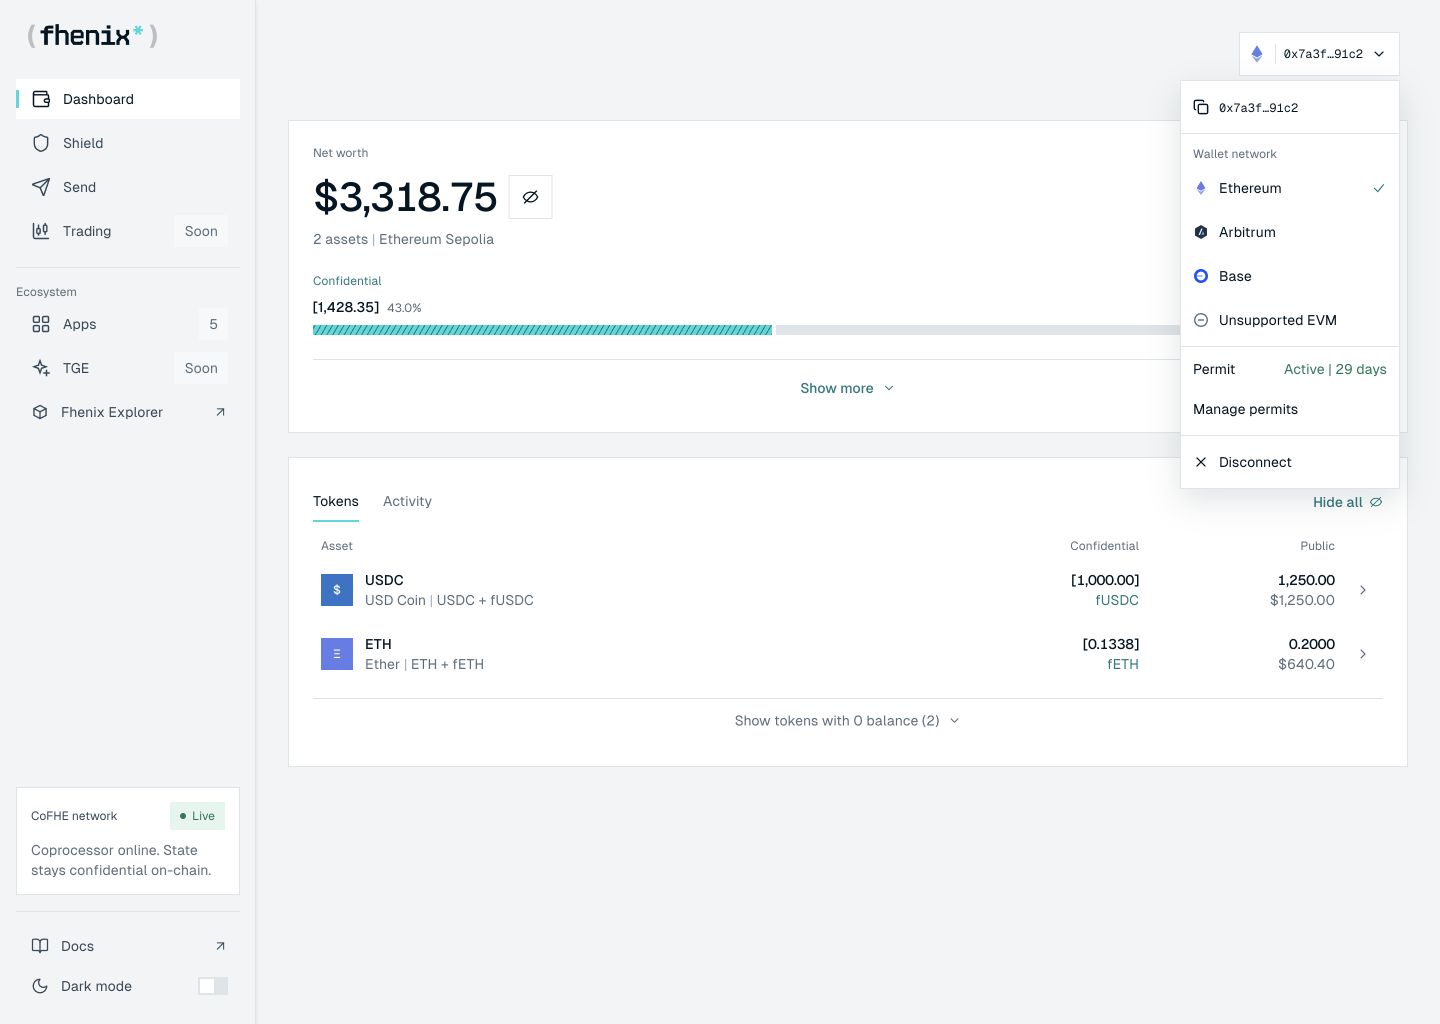 (fhenix*)
Dashboard
Shield
Send
Trading Soon
Ecosystem
Apps 5
TGE Soon
Fhenix Explorer
CoFHE network Live
Coprocessor online. State
stays confidential on-chain.
Docs
Dark mode
0x7a3f…91c2
0x7a3f…91c2
Wallet network
Ethereum
Arbitrum
Base
Unsupported EVM
Permit Active | 29 days
Manage permits
Disconnect
Net worth
$3,318.75
2 assets | Ethereum Sepolia
Confidential
[1,428.35] 43.0%
Show more
Tokens Activity Hide all
Asset Confidential Public
$ USDC [1,000.00] 1,250.00
USD Coin | USDC + fUSDC fUSDC $1,250.00
Ξ ETH [0.1338] 0.2000
Ether | ETH + fETH fETH $640.40
Show tokens with 0 balance (2)